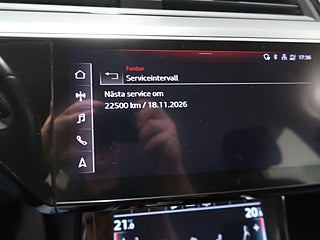 17:36
Fordon
Serviceintervall
Nästa service om
22500 km / 18.11.2026